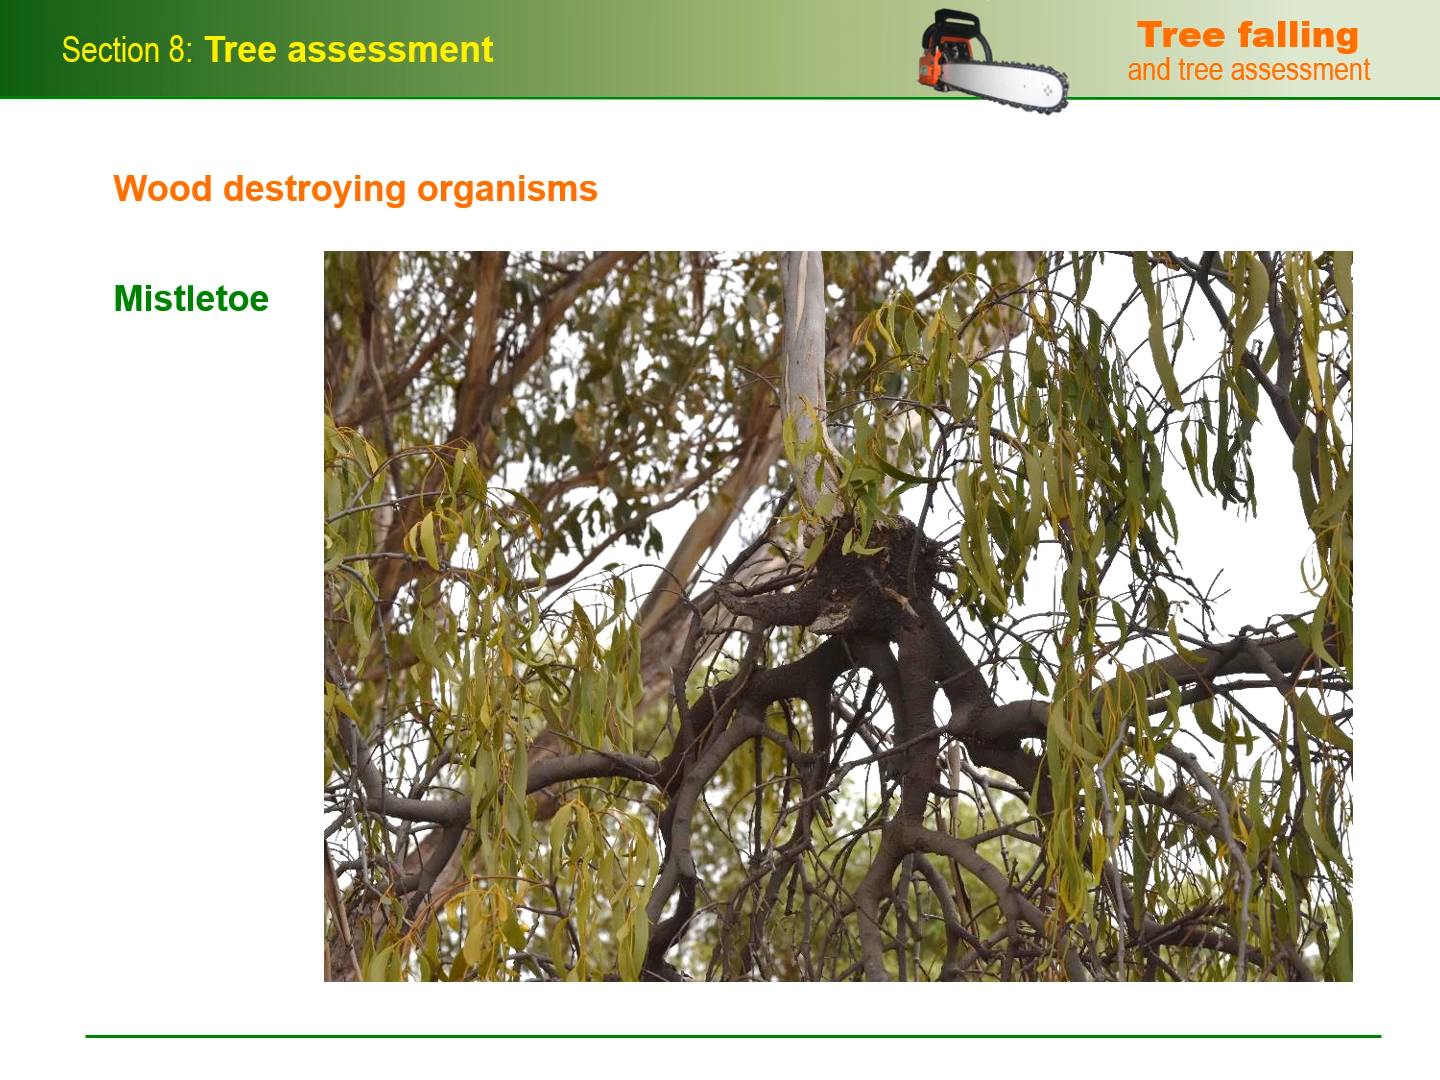 Section 8: Tree assessment
Tree falling
and tree assessment
Wood destroying organisms
Mistletoe